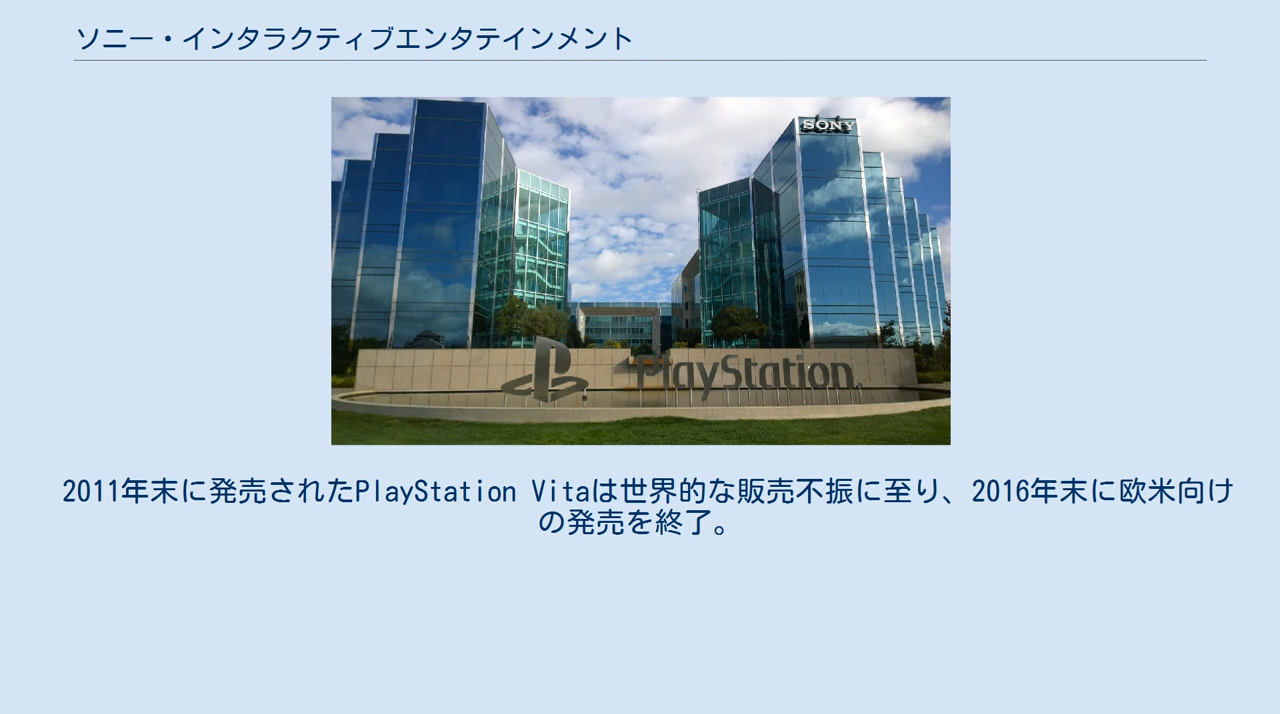 ソニー・インタラクティブエンタテインメント
SONY
PlayStation
2011年末に発売されたPlayStation Vitaは世界的な販売不振に至り、2016年末に欧米向け
の発売を終了。